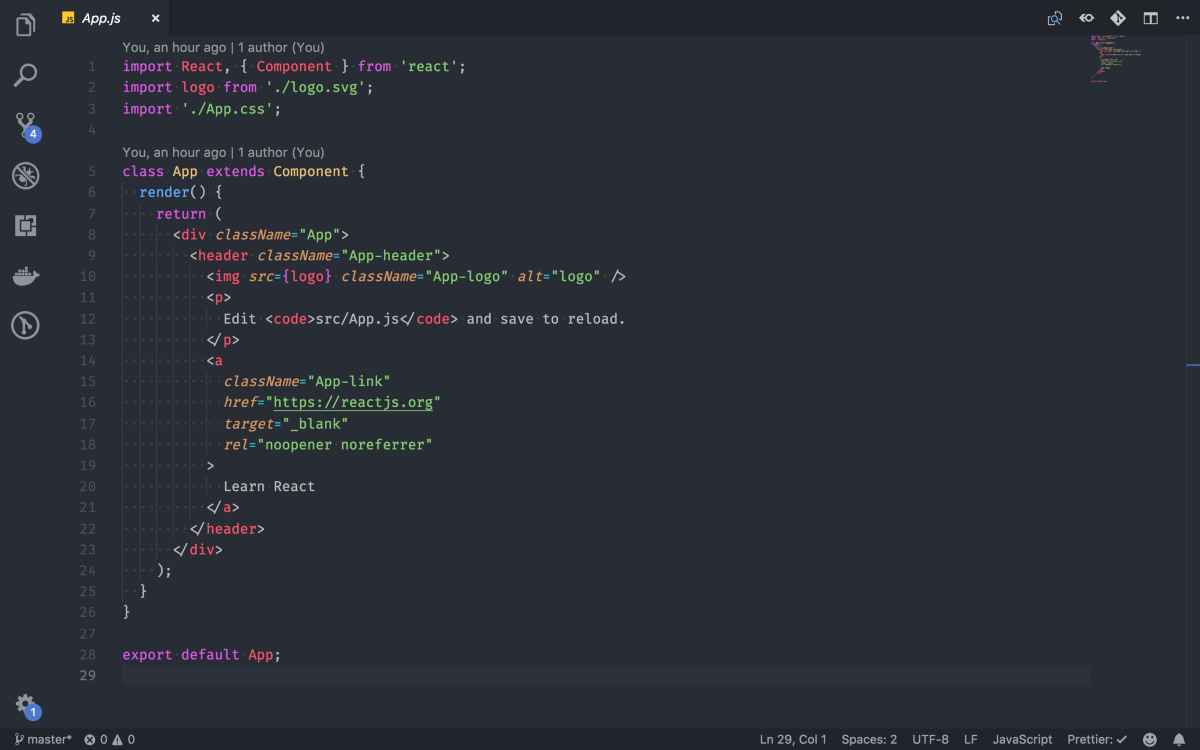 JS App.js ×
You, an hour ago | 1 author (You)
1 import React, { Component } from 'react';
2 import logo from './logo.svg';
3 import './App.css';
4
You, an hour ago | 1 author (You)
5 class App extends Component {
6 render() {
7 return (
8 <div className="App">
9 <header className="App-header">
10 <img src={logo} className="App-logo" alt="logo" />
11 <p>
12 Edit <code>src/App.js</code> and save to reload.
13 </p>
14 <a
15 className="App-link"
16 href="https://reactjs.org"
17 target="_blank"
18 rel="noopener noreferrer"
19 >
20 Learn React
21 </a>
22 </header>
23 </div>
24 );
25 }
26 }
27
28 export default App;
29
4
1
master* 0 0 Ln 29, Col 1 Spaces: 2 UTF-8 LF JavaScript Prettier: ✓